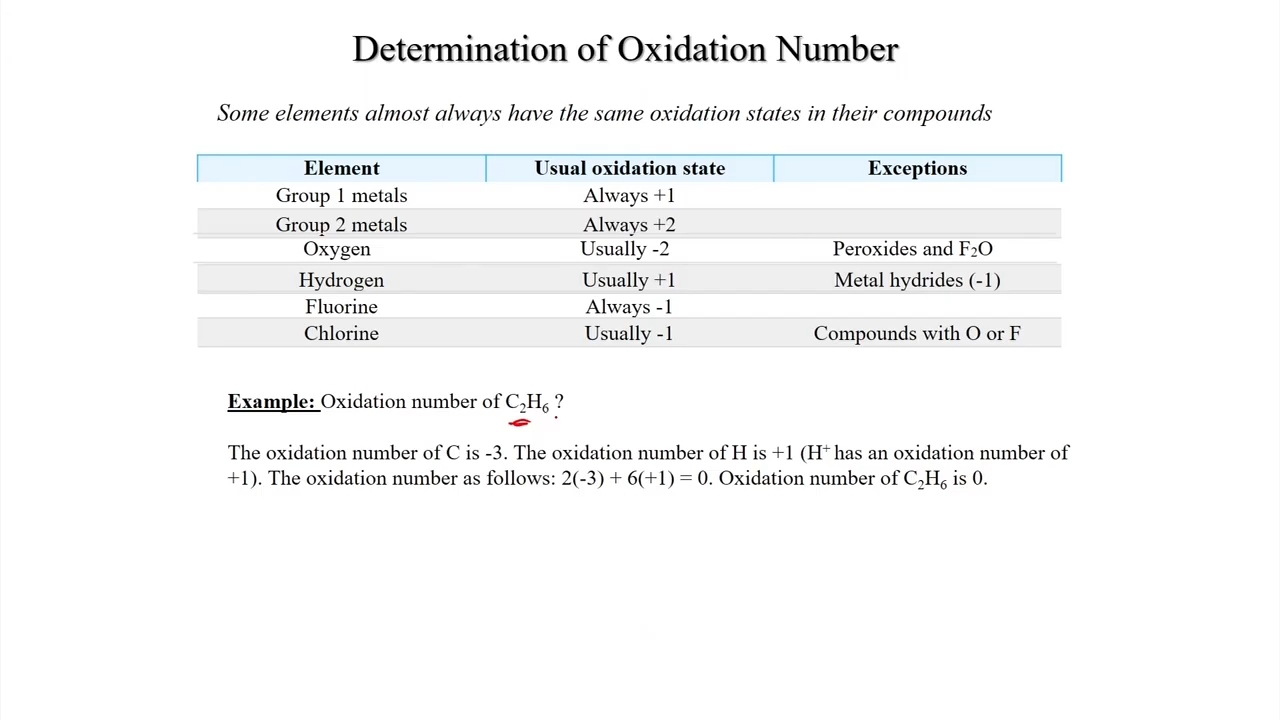 Determination of Oxidation Number
Some elements almost always have the same oxidation states in their compounds
Element Usual oxidation state Exceptions
Group 1 metals Always +1
Group 2 metals Always +2
Oxygen Usually -2 Peroxides and F₂O
Hydrogen Usually +1 Metal hydrides (-1)
Fluorine Always -1
Chlorine Usually -1 Compounds with O or F
Example: Oxidation number of C₂H₆ ?
The oxidation number of C is -3. The oxidation number of H is +1 (H⁺ has an oxidation number of
+1). The oxidation number as follows: 2(-3) + 6(+1) = 0. Oxidation number of C₂H₆ is 0.